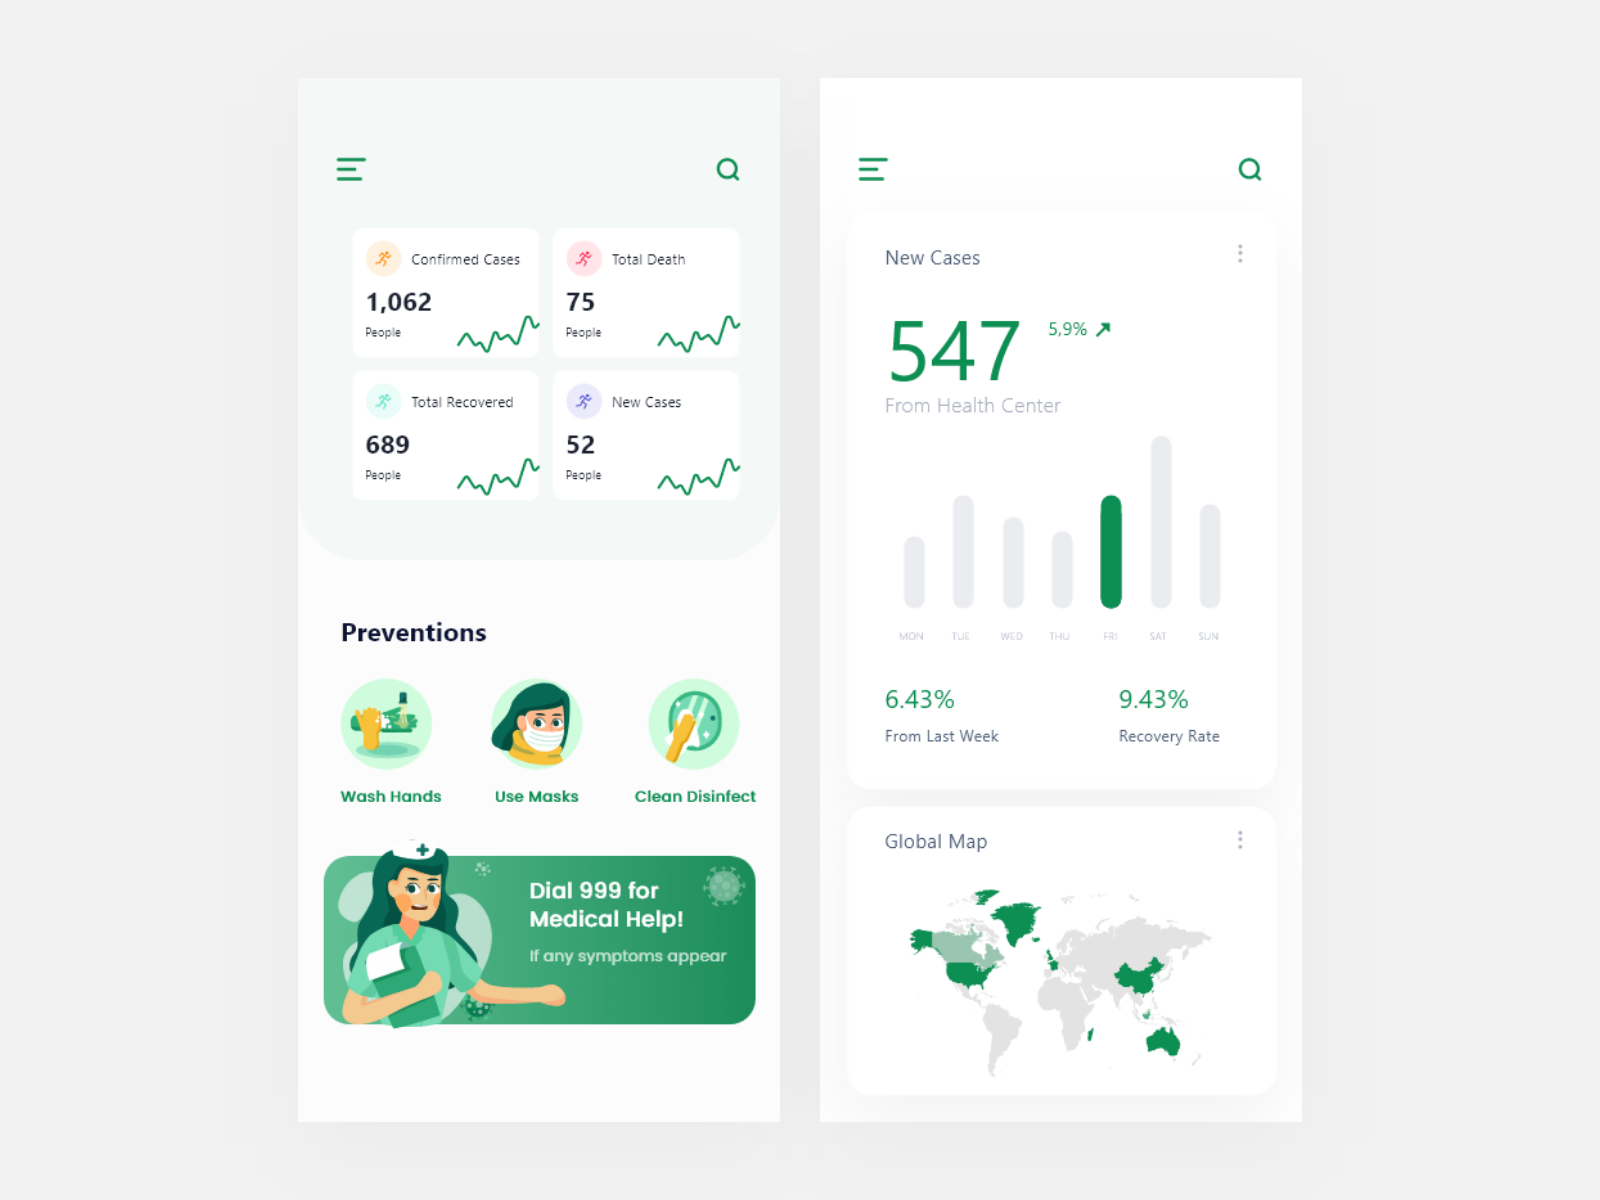 Confirmed Cases
1,062
People
Total Death
75
People
Total Recovered
689
People
New Cases
52
People
Preventions
Wash Hands
Use Masks
Clean Disinfect
Dial 999 for
Medical Help!
If any symptoms appear
New Cases
547
5,9%
From Health Center
MON TUE WED THU FRI SAT SUN
6.43%
From Last Week
9.43%
Recovery Rate
Global Map